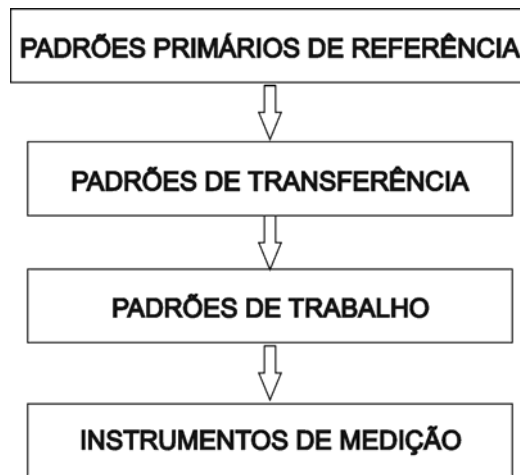 PADRÕES PRIMÁRIOS DE REFERÊNCIA
PADRÕES DE TRANSFERÊNCIA
PADRÕES DE TRABALHO
INSTRUMENTOS DE MEDIÇÃO